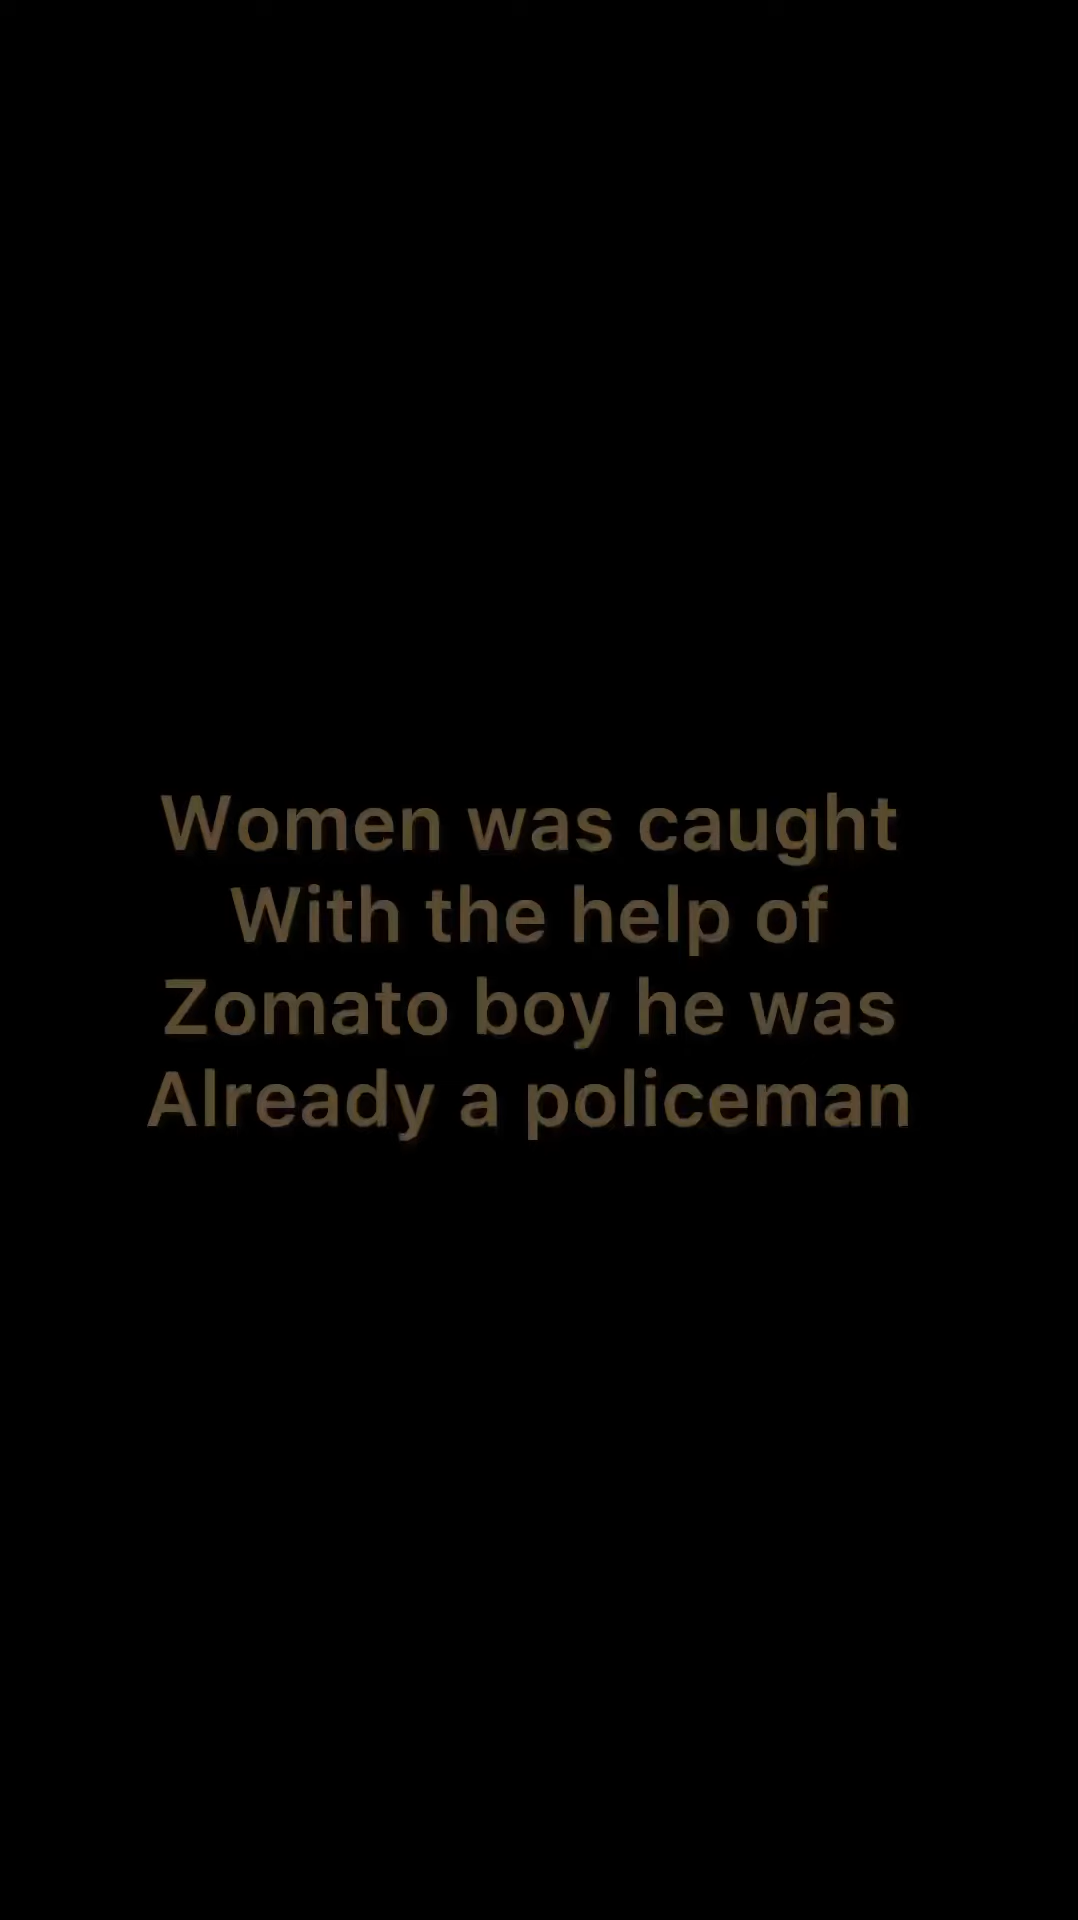 Women was caught
With the help of
Zomato boy he was
Already a policeman